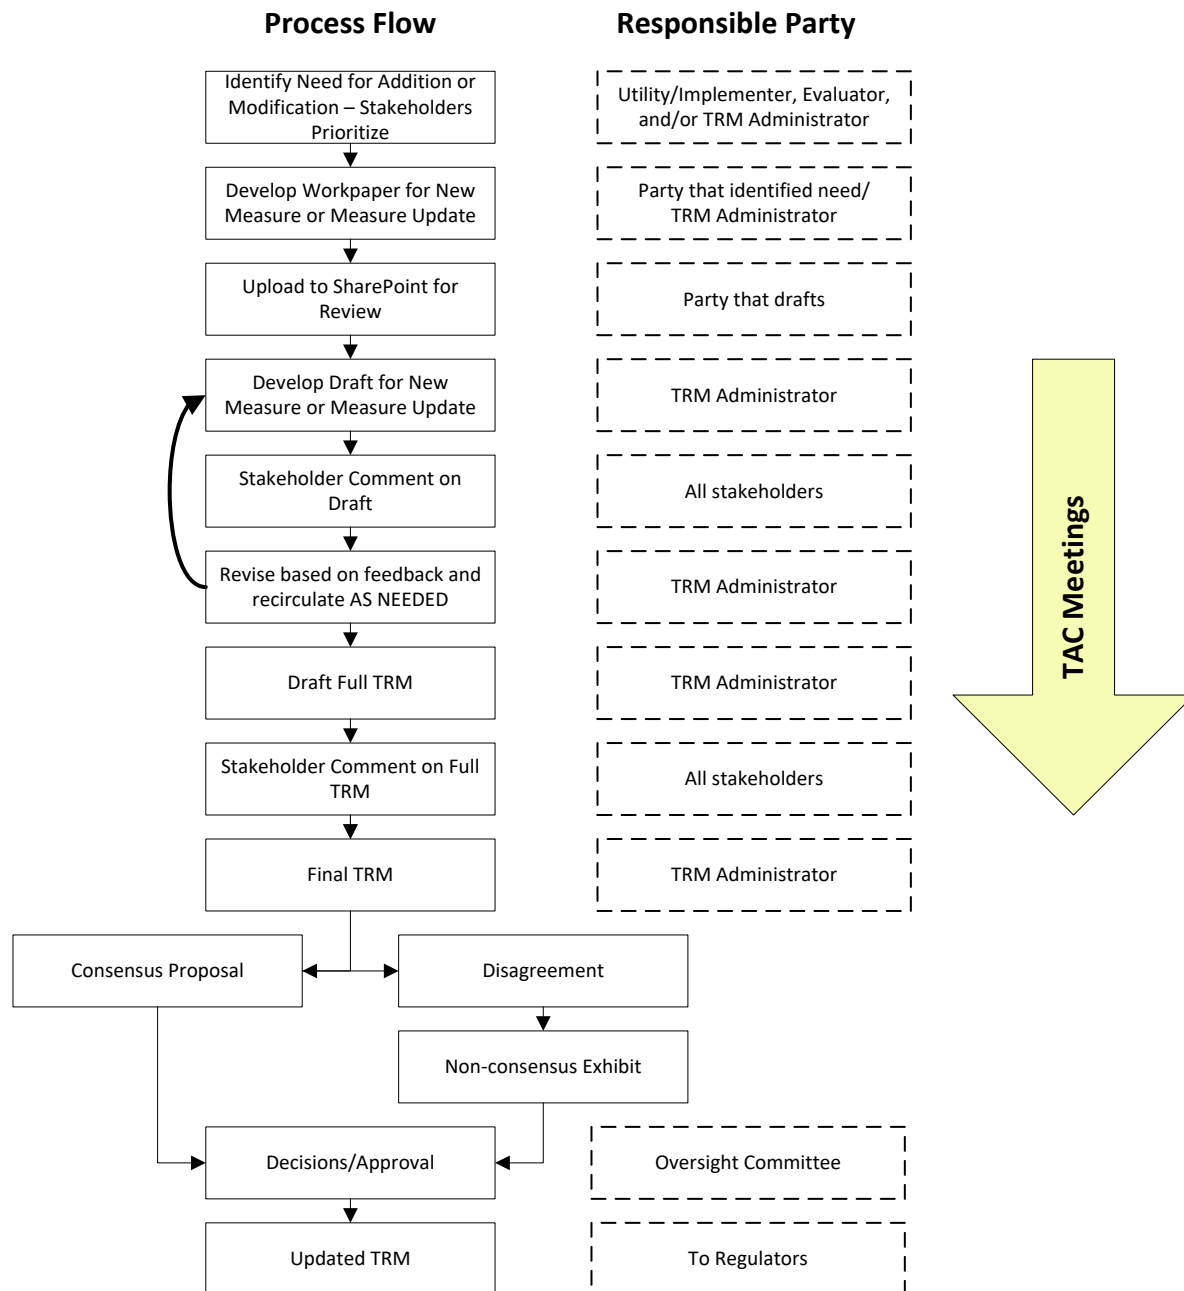 Process Flow
Responsible Party
Identify Need for Addition or
Modification – Stakeholders
Prioritize
Utility/Implementer, Evaluator,
and/or TRM Administrator
Develop Workpaper for New
Measure or Measure Update
Party that identified need/
TRM Administrator
Upload to SharePoint for
Review
Party that drafts
Develop Draft for New
Measure or Measure Update
TRM Administrator
Stakeholder Comment on
Draft
All stakeholders
Revise based on feedback and
recirculate AS NEEDED
TRM Administrator
TAC Meetings
Draft Full TRM
TRM Administrator
Stakeholder Comment on Full
TRM
All stakeholders
Final TRM
TRM Administrator
Consensus Proposal
Disagreement
Non-consensus Exhibit
Decisions/Approval
Oversight Committee
Updated TRM
To Regulators